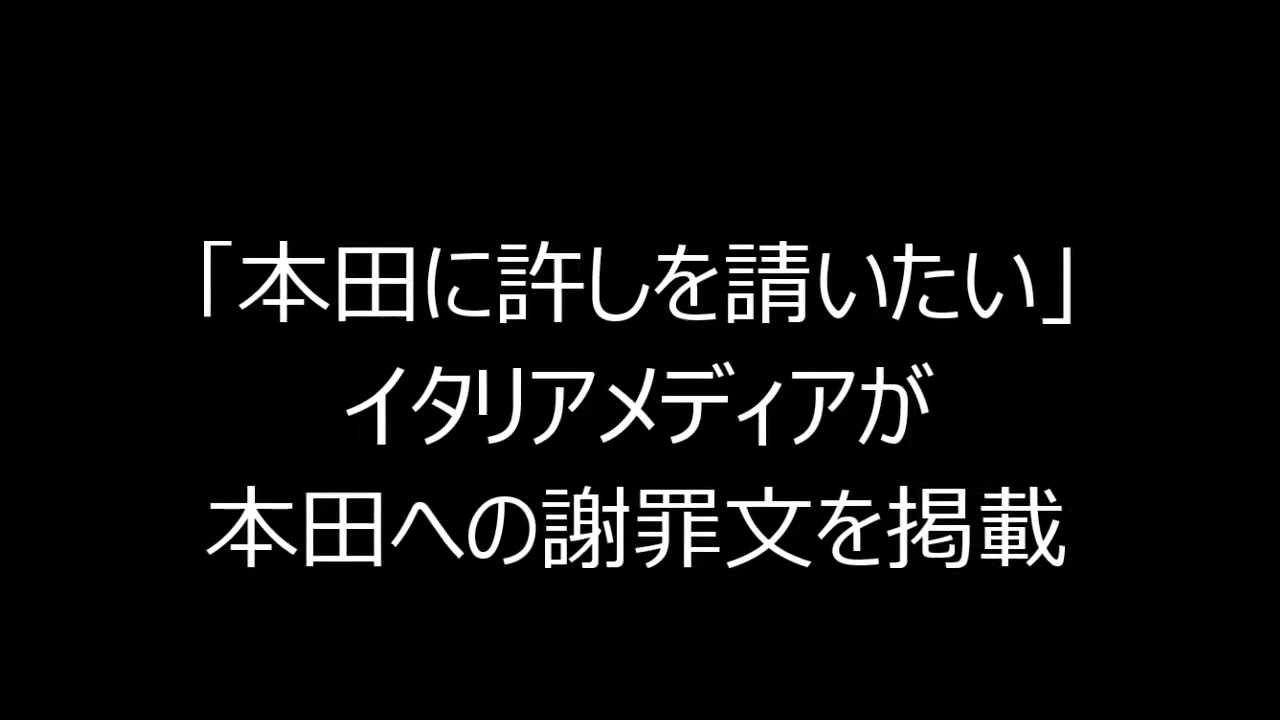 「本田に許しを請いたい」
イタリアメディアが
本田への謝罪文を掲載